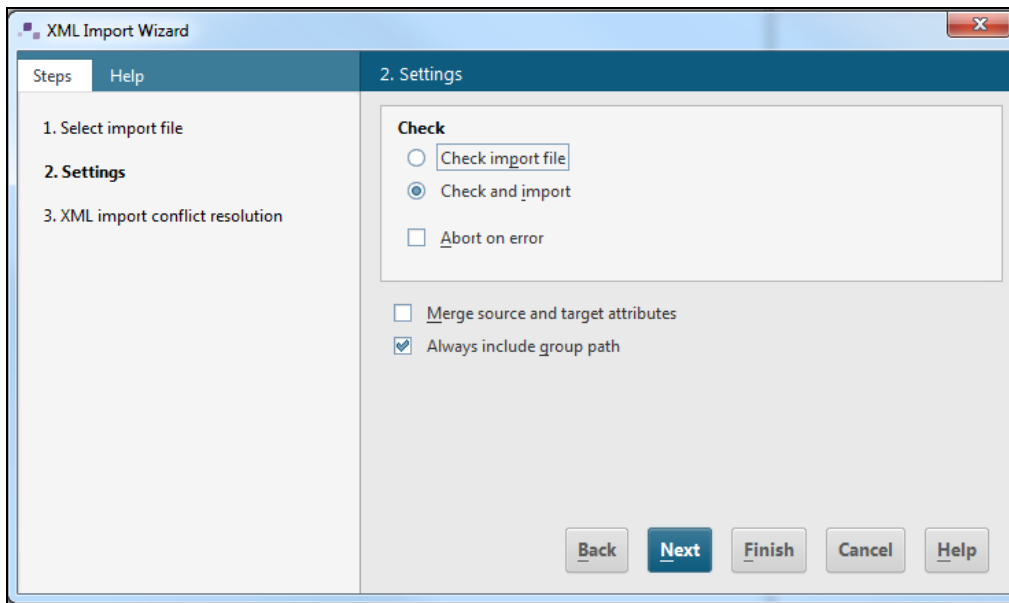 XML Import Wizard
Steps
Help
1. Select import file
2. Settings
3. XML import conflict resolution
2. Settings
Check
Check import file
Check and import
Abort on error
Merge source and target attributes
Always include group path
Back
Next
Finish
Cancel
Help